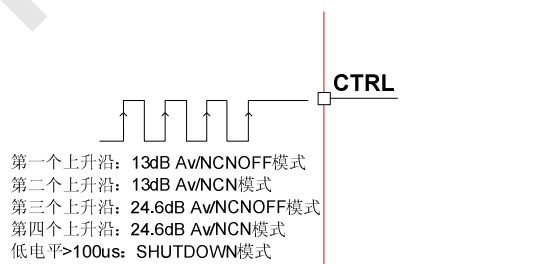 CTRL
第一个上升沿：13dB Av/NCNOFF模式
第二个上升沿：13dB Av/NCN模式
第三个上升沿：24.6dB Av/NCNOFF模式
第四个上升沿：24.6dB Av/NCN模式
低电平>100us：SHUTDOWN模式